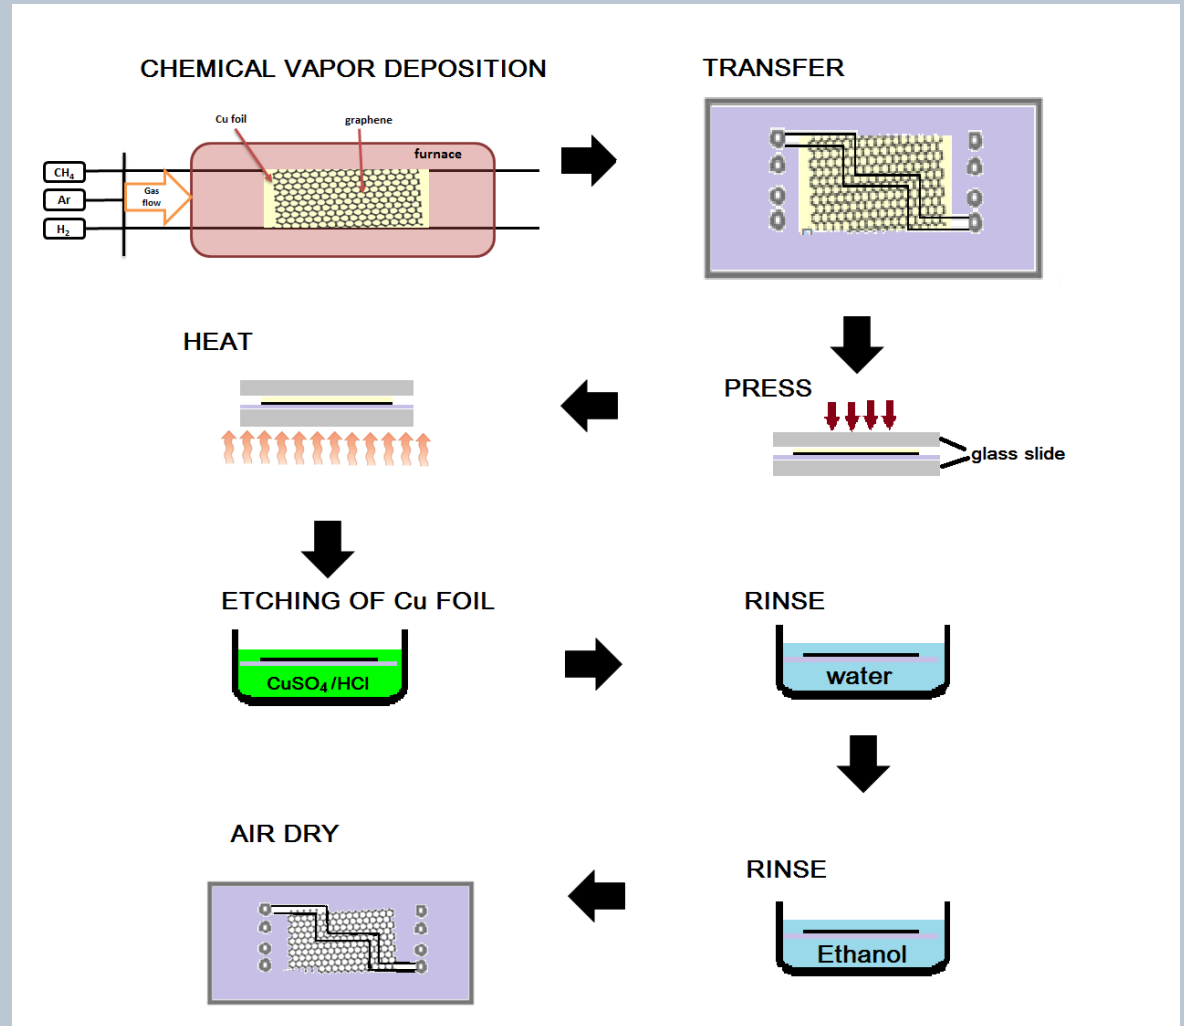 CHEMICAL VAPOR DEPOSITION
Cu foil
graphene
furnace
CH₄
Ar
H₂
Gas
flow
TRANSFER
PRESS
glass slide
HEAT
ETCHING OF Cu FOIL
CuSO₄/HCl
RINSE
water
RINSE
Ethanol
AIR DRY